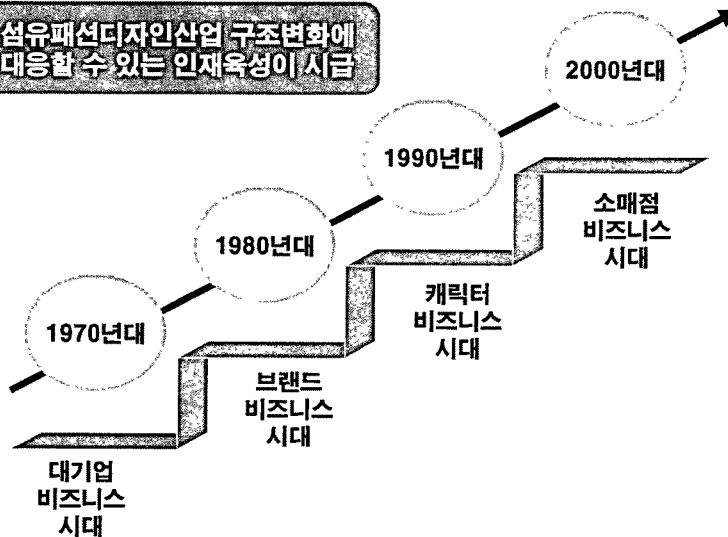 섬유패션디자인산업 구조변화에
대응할 수 있는 인재육성이 시급
2000년대
1990년대
소매점
비즈니스
시대
1980년대
캐릭터
비즈니스
시대
1970년대
브랜드
비즈니스
시대
대기업
비즈니스
시대